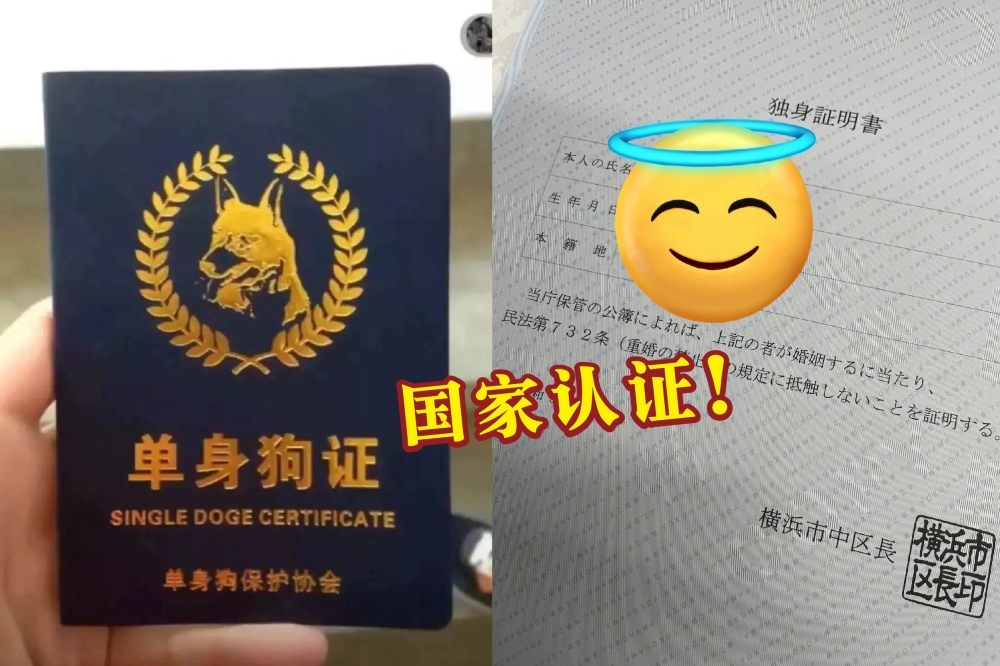 单身狗证
SINGLE DOGE CERTIFICATE
单身狗保护协会
国家认证!
独身証明書
本人の氏名
生年月日
本籍地
当庁保管の公簿によれば、上記の者が婚姻するに当たり、
民法第732条（重婚の禁止の規定に抵触しないことを証明する。
横浜市中区長
横浜市
区長印